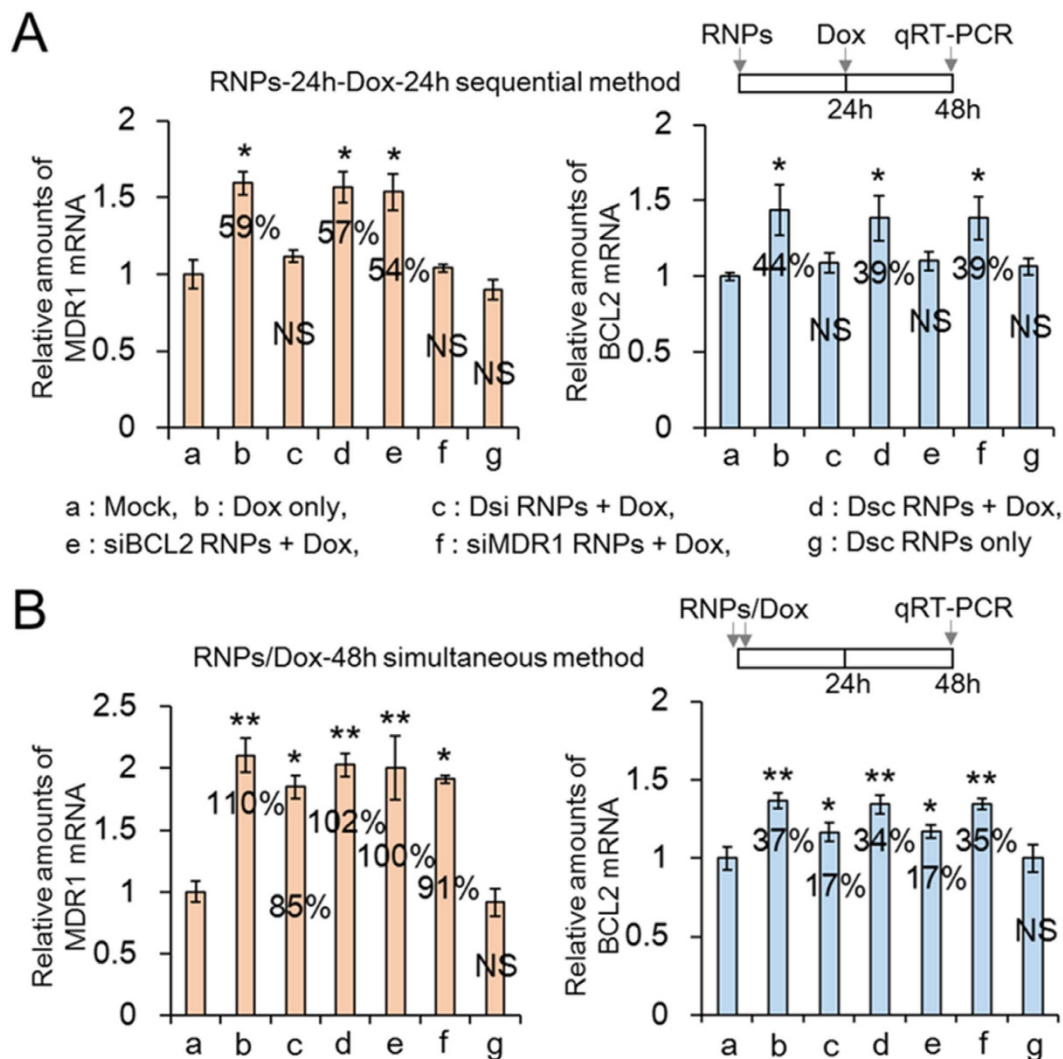 A
RNPs Dox qRT-PCR
RNPs-24h-Dox-24h sequential method
24h 48h
Relative amounts of
MDR1 mRNA
2
1.5
1
0.5
0
* * *
59% 57% 54%
NS NS NS
a b c d e f g
Relative amounts of
BCL2 mRNA
2
1.5
1
0.5
0
* * *
44% 39% 39%
NS NS NS
a b c d e f g
a : Mock, b : Dox only, c : Dsi RNPs + Dox, d : Dsc RNPs + Dox,
e : siBCL2 RNPs + Dox, f : siMDR1 RNPs + Dox, g : Dsc RNPs only
B
RNPs/Dox qRT-PCR
RNPs/Dox-48h simultaneous method
24h 48h
Relative amounts of
MDR1 mRNA
2.5
2
1.5
1
0.5
0
** * ** ** *
110% 85% 102% 100% 91%
NS
a b c d e f g
Relative amounts of
BCL2 mRNA
2
1.5
1
0.5
0
** * ** * **
37% 17% 34% 17% 35%
NS
a b c d e f g